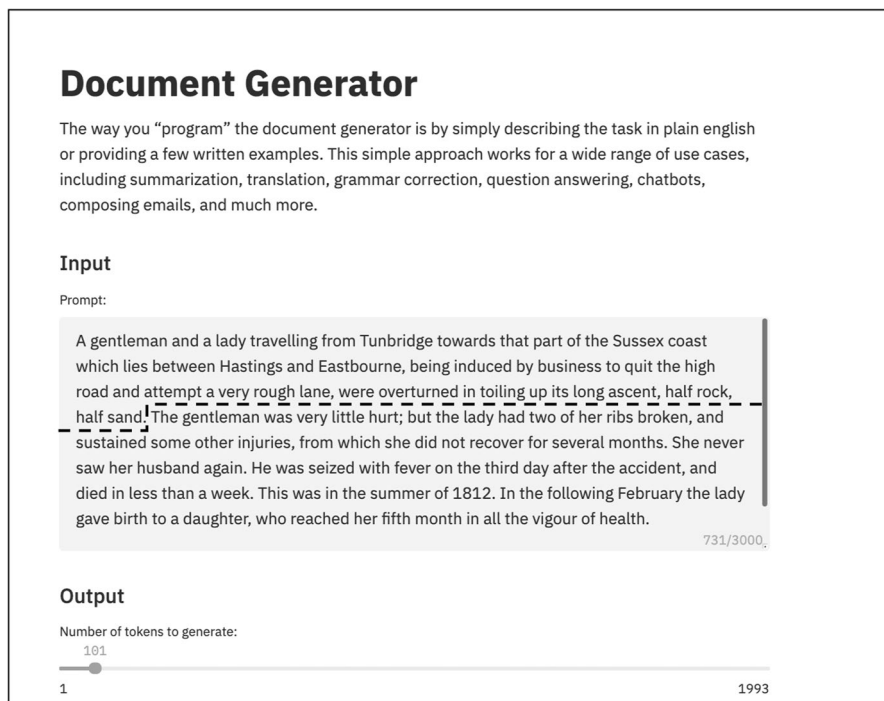 Document Generator
The way you “program” the document generator is by simply describing the task in plain english
or providing a few written examples. This simple approach works for a wide range of use cases,
including summarization, translation, grammar correction, question answering, chatbots,
composing emails, and much more.
Input
Prompt:
A gentleman and a lady travelling from Tunbridge towards that part of the Sussex coast
which lies between Hastings and Eastbourne, being induced by business to quit the high
road and attempt a very rough lane, were overturned in toiling up its long ascent, half rock,
half sand. The gentleman was very little hurt; but the lady had two of her ribs broken, and
sustained some other injuries, from which she did not recover for several months. She never
saw her husband again. He was seized with fever on the third day after the accident, and
died in less than a week. This was in the summer of 1812. In the following February the lady
gave birth to a daughter, who reached her fifth month in all the vigour of health.
731/3000
Output
Number of tokens to generate:
101
1 1993